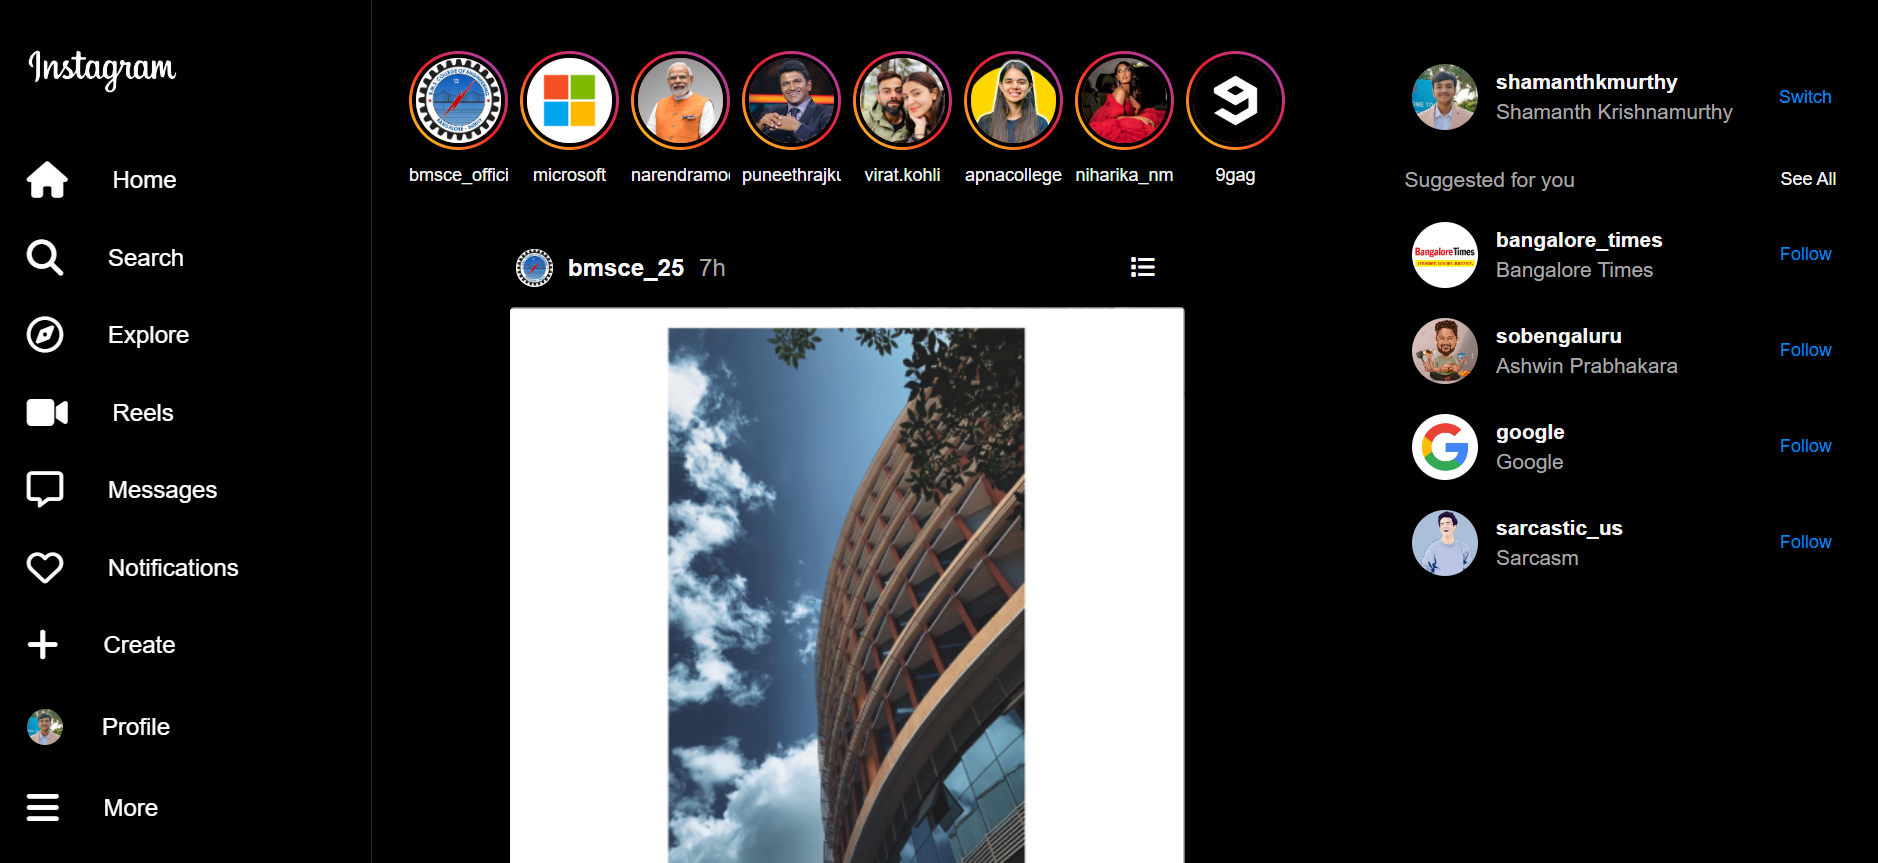 Instagram
Home
Search
Explore
Reels
Messages
Notifications
Create
Profile
More
bmsce_offici
microsoft
narendramo
puneethrajku
virat.kohli
apnacollege
niharika_nm
9gag
bmsce_25 7h
shamanthkmurthy
Shamanth Krishnamurthy
Switch
Suggested for you
See All
BangaloreTimes
bangalore_times
Bangalore Times
Follow
sobengaluru
Ashwin Prabhakara
Follow
google
Google
Follow
sarcastic_us
Sarcasm
Follow